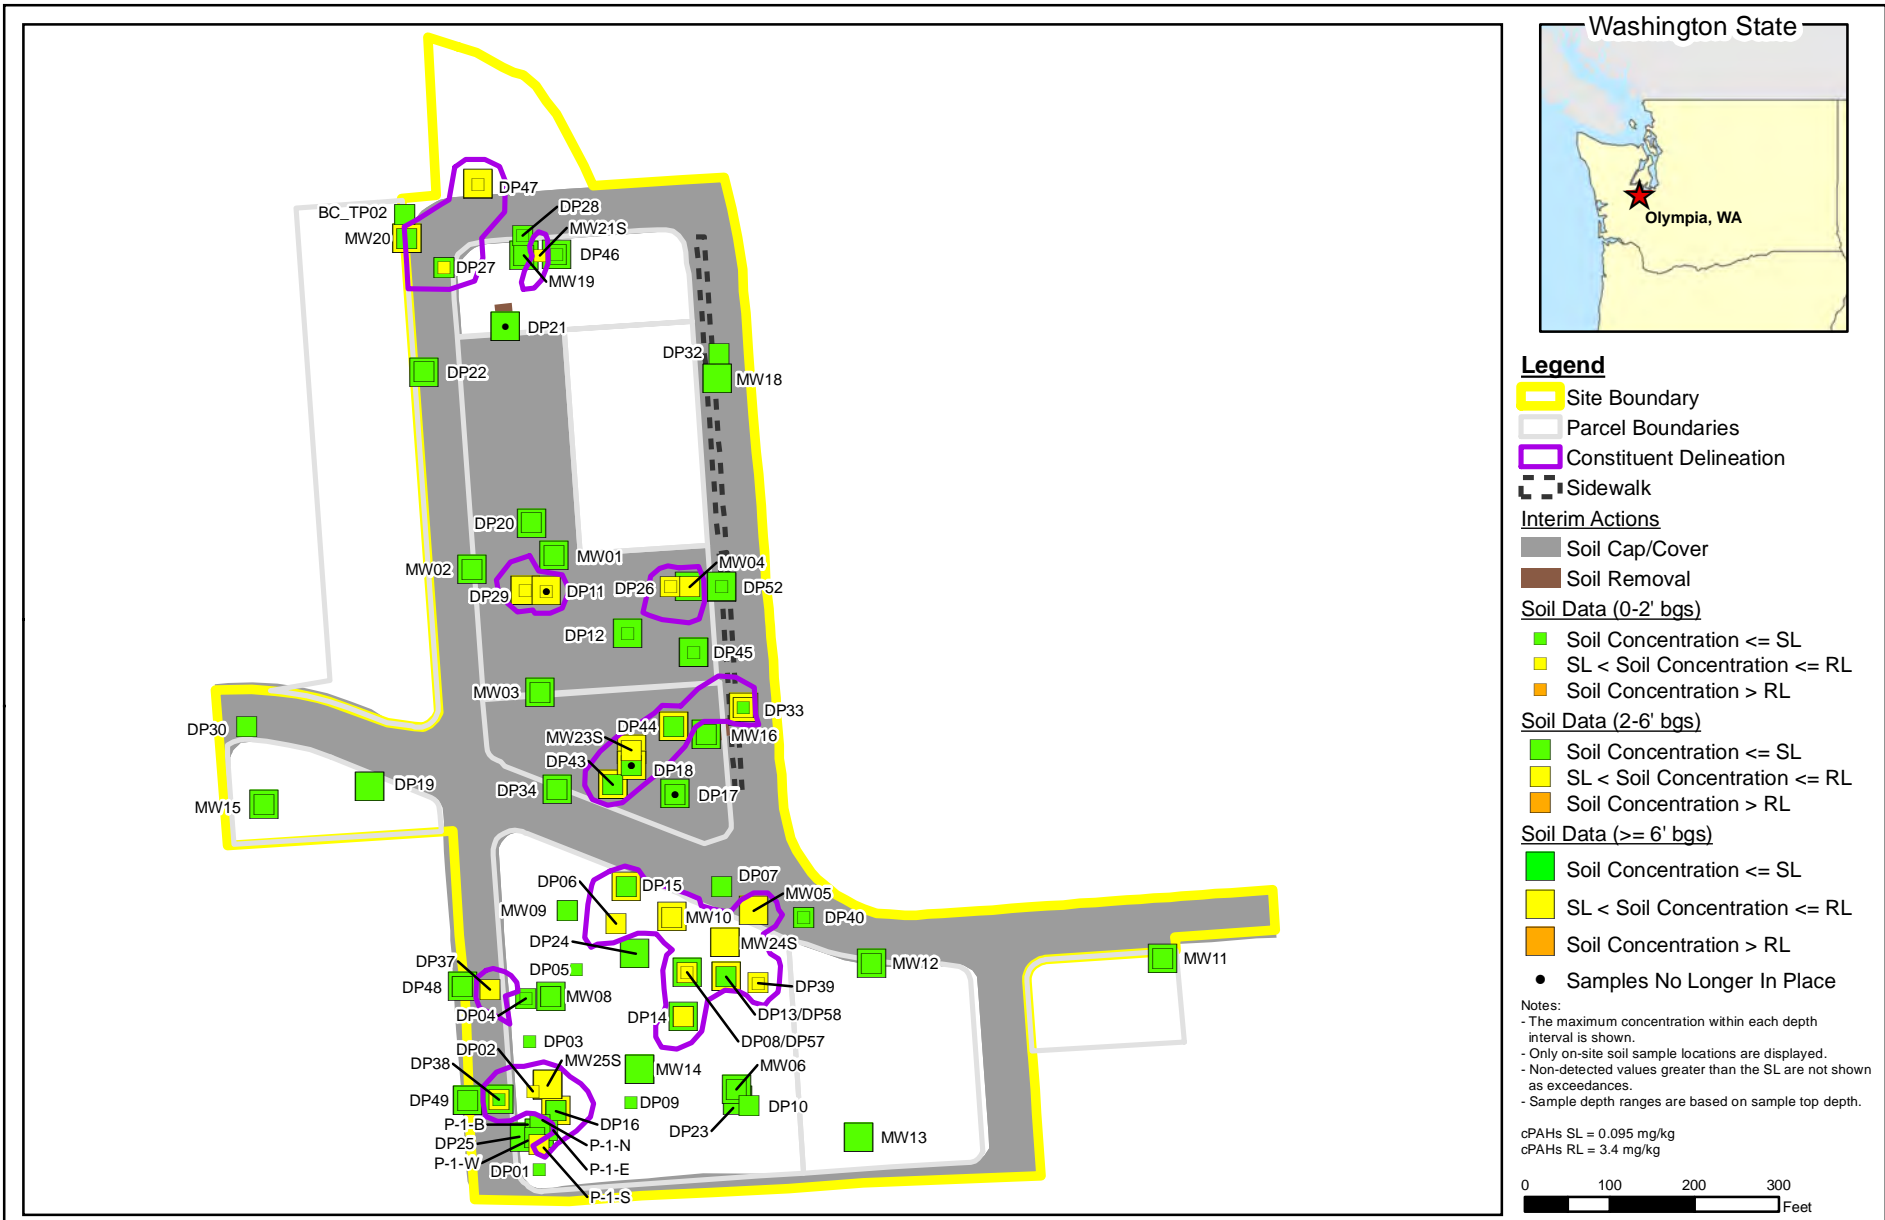 Washington State
Olympia, WA
DP47
BC_TP02
DP28
MW20
MW21S
DP27
DP46
MW19
DP21
DP32
DP22
MW18
DP20
MW01
MW02
MW04
DP29
DP11
DP26
DP52
DP12
DP45
MW03
DP33
DP30
DP44
MW23S
MW16
DP43
DP18
DP19
DP34
DP17
MW15
DP06
DP15
DP07
MW05
MW09
MW10
DP40
DP24
MW24S
DP37
DP05
MW12
MW11
DP48
MW08
DP39
DP04
DP14
DP13/DP58
DP03
DP08/DP57
DP02
MW25S
DP38
MW14
MW06
DP49
DP09
DP10
P-1-B
DP16
DP23
DP25
P-1-N
MW13
P-1-W
DP01
P-1-E
P-1-S
Legend
Site Boundary
Parcel Boundaries
Constituent Delineation
Sidewalk
Interim Actions
Soil Cap/Cover
Soil Removal
Soil Data (0-2' bgs)
Soil Concentration <= SL
SL < Soil Concentration <= RL
Soil Concentration > RL
Soil Data (2-6' bgs)
Soil Concentration <= SL
SL < Soil Concentration <= RL
Soil Concentration > RL
Soil Data (>= 6' bgs)
Soil Concentration <= SL
SL < Soil Concentration <= RL
Soil Concentration > RL
Samples No Longer In Place
Notes:
- The maximum concentration within each depth
interval is shown.
- Only on-site soil sample locations are displayed.
- Non-detected values greater than the SL are not shown
as exceedances.
- Sample depth ranges are based on sample top depth.
cPAHs SL = 0.095 mg/kg
cPAHs RL = 3.4 mg/kg
0 100 200 300
Feet